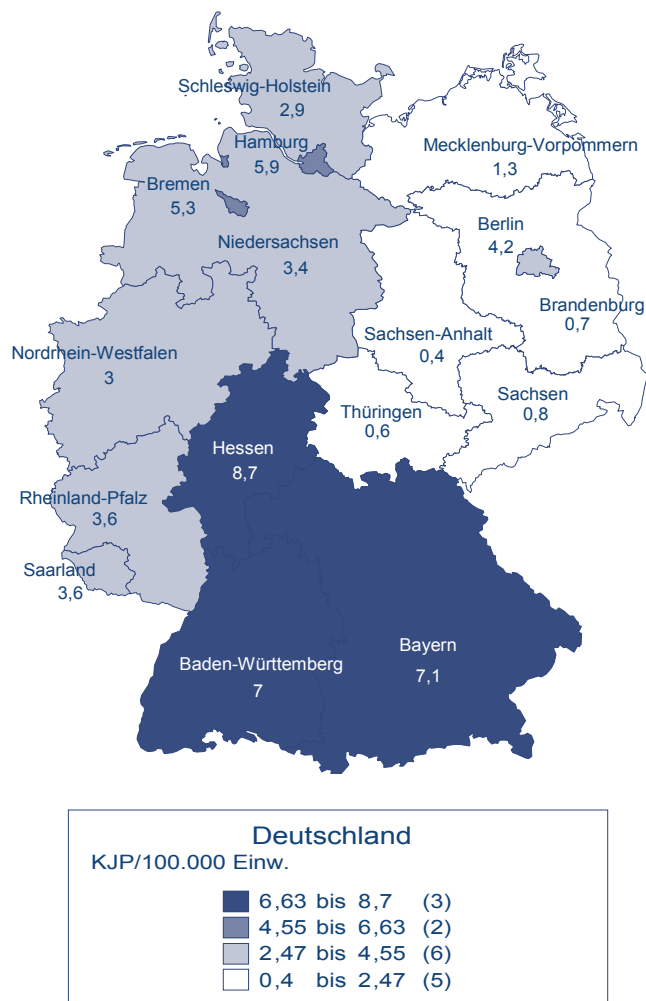 Schleswig-Holstein
2,9
Mecklenburg-Vorpommern
1,3
Hamburg
5,9
Bremen
5,3
Berlin
4,2
Niedersachsen
3,4
Brandenburg
0,7
Sachsen-Anhalt
0,4
Nordrhein-Westfalen
3
Sachsen
0,8
Thüringen
0,6
Hessen
8,7
Rheinland-Pfalz
3,6
Saarland
3,6
Bayern
7,1
Baden-Württemberg
7
Deutschland
KJP/100.000 Einw.
6,63 bis 8,7 (3)
4,55 bis 6,63 (2)
2,47 bis 4,55 (6)
0,4 bis 2,47 (5)